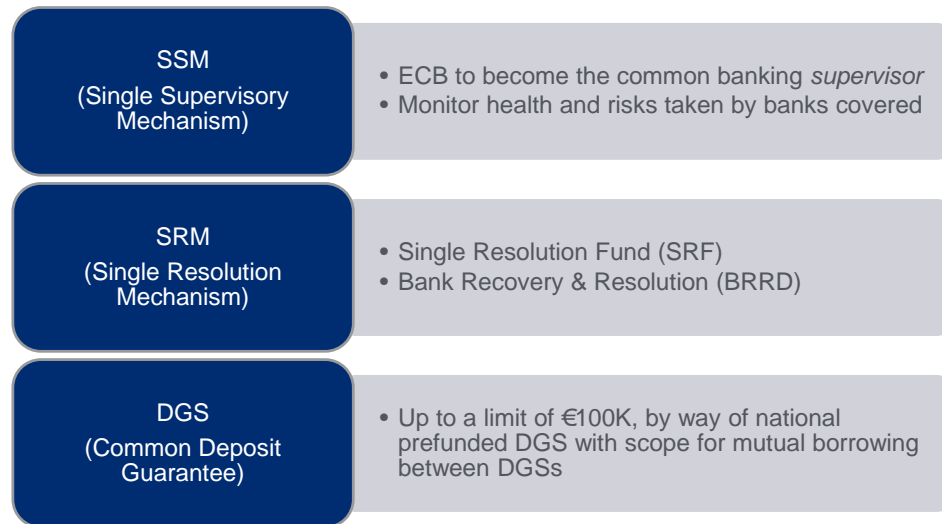 SSM
(Single Supervisory
Mechanism)
• ECB to become the common banking supervisor
• Monitor health and risks taken by banks covered
SRM
(Single Resolution
Mechanism)
• Single Resolution Fund (SRF)
• Bank Recovery & Resolution (BRRD)
DGS
(Common Deposit
Guarantee)
• Up to a limit of €100K, by way of national
prefunded DGS with scope for mutual borrowing
between DGSs